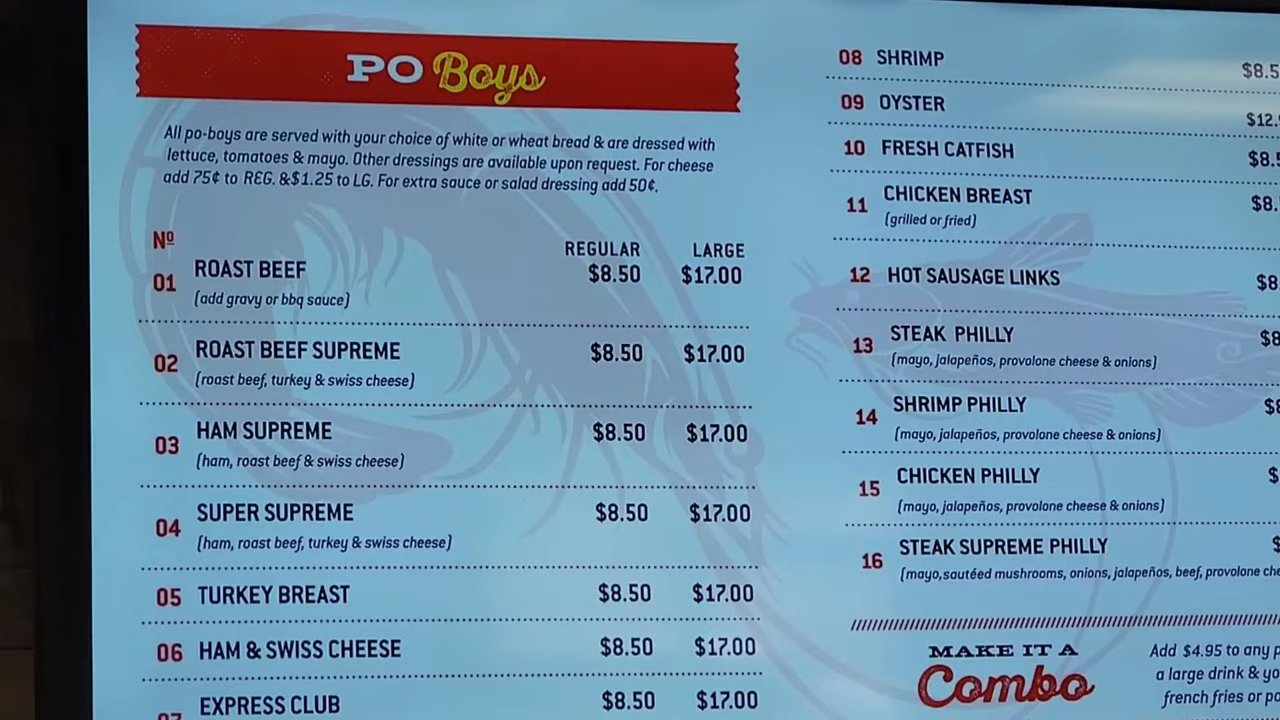 PO Boys
All po-boys are served with your choice of white or wheat bread & are dressed with
lettuce, tomatoes & mayo. Other dressings are available upon request. For cheese
add 75¢ to REG. &$1.25 to LG. For extra sauce or salad dressing add 50¢.
Nº
REGULAR LARGE
01 ROAST BEEF $8.50 $17.00
(add gravy or bbq sauce)
02 ROAST BEEF SUPREME $8.50 $17.00
(roast beef, turkey & swiss cheese)
03 HAM SUPREME $8.50 $17.00
(ham, roast beef & swiss cheese)
04 SUPER SUPREME $8.50 $17.00
(ham, roast beef, turkey & swiss cheese)
05 TURKEY BREAST $8.50 $17.00
06 HAM & SWISS CHEESE $8.50 $17.00
EXPRESS CLUB $8.50 $17.00
08 SHRIMP
09 OYSTER
10 FRESH CATFISH
11 CHICKEN BREAST
(grilled or fried)
12 HOT SAUSAGE LINKS
13 STEAK PHILLY
(mayo, jalapeños, provolone cheese & onions)
14 SHRIMP PHILLY
(mayo, jalapeños, provolone cheese & onions)
15 CHICKEN PHILLY
(mayo, jalapeños, provolone cheese & onions)
16 STEAK SUPREME PHILLY
(mayo,sautéed mushrooms, onions, jalapeños, beef, provolone
MAKE IT A
Combo
Add $4.95 to any
a large drink &
french fries or